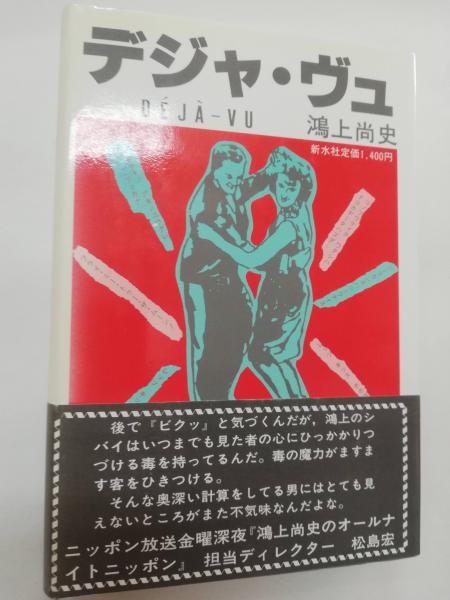 デジャ・ヴュ
DÉJÀ-VU
鴻上尚史
新水社定価1,400円
後で『ビクッ』と気づくんだが,鴻上のシ
バイはいつまでも見た者の心にひっかかりつ
づける毒を持ってるんだ。毒の魔力がますま
す客をひきつける。
そんな奥深い計算をしてる男にはとても見
えないところがまた不気味なんだよな。
ニッポン放送金曜深夜『鴻上尚史のオールナ
イトニッポン』 担当ディレクター 松島宏